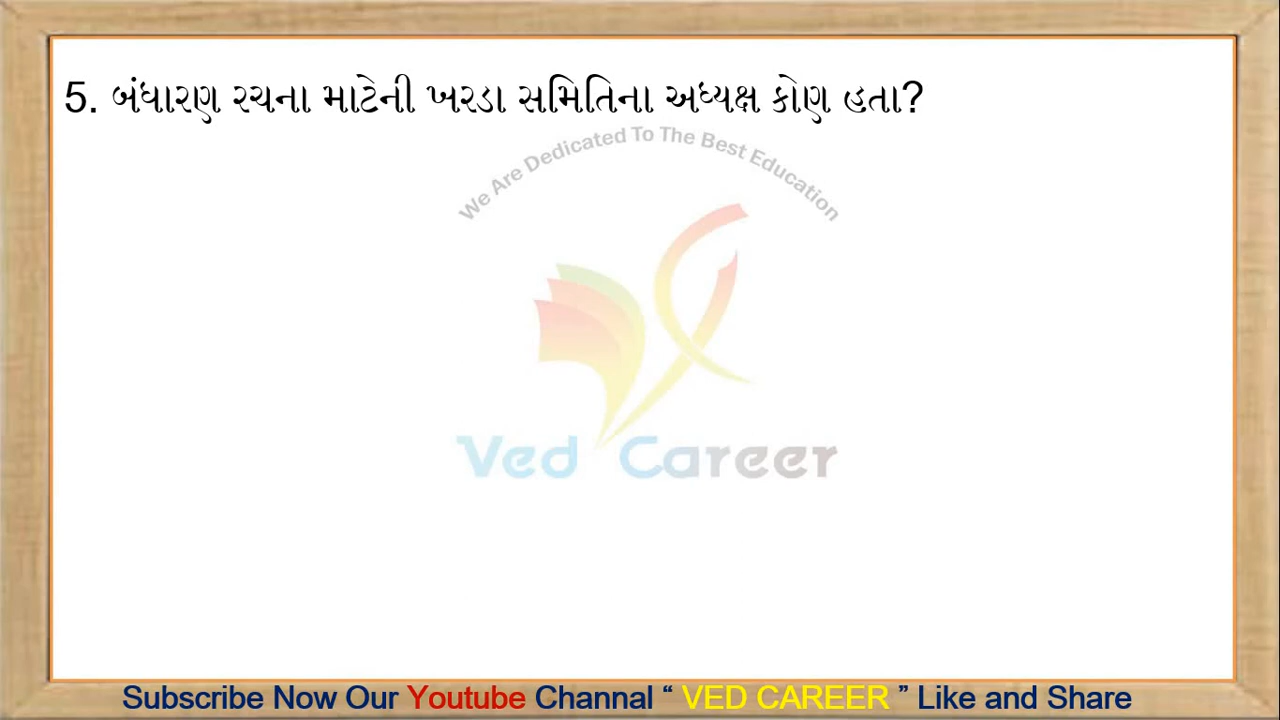 5. બંધારણ રચના માટેની ખરડા સમિતિના અધ્યક્ષ કોણ હતા?
We Are Dedicated To The Best Education
Ved Career
Subscribe Now Our Youtube Channal “ VED CAREER ” Like and Share